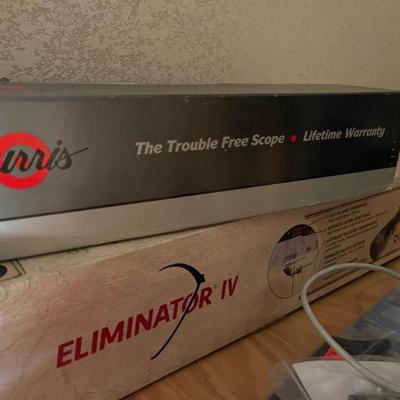 urris
The Trouble Free Scope • Lifetime Warranty
ELIMINATOR IV